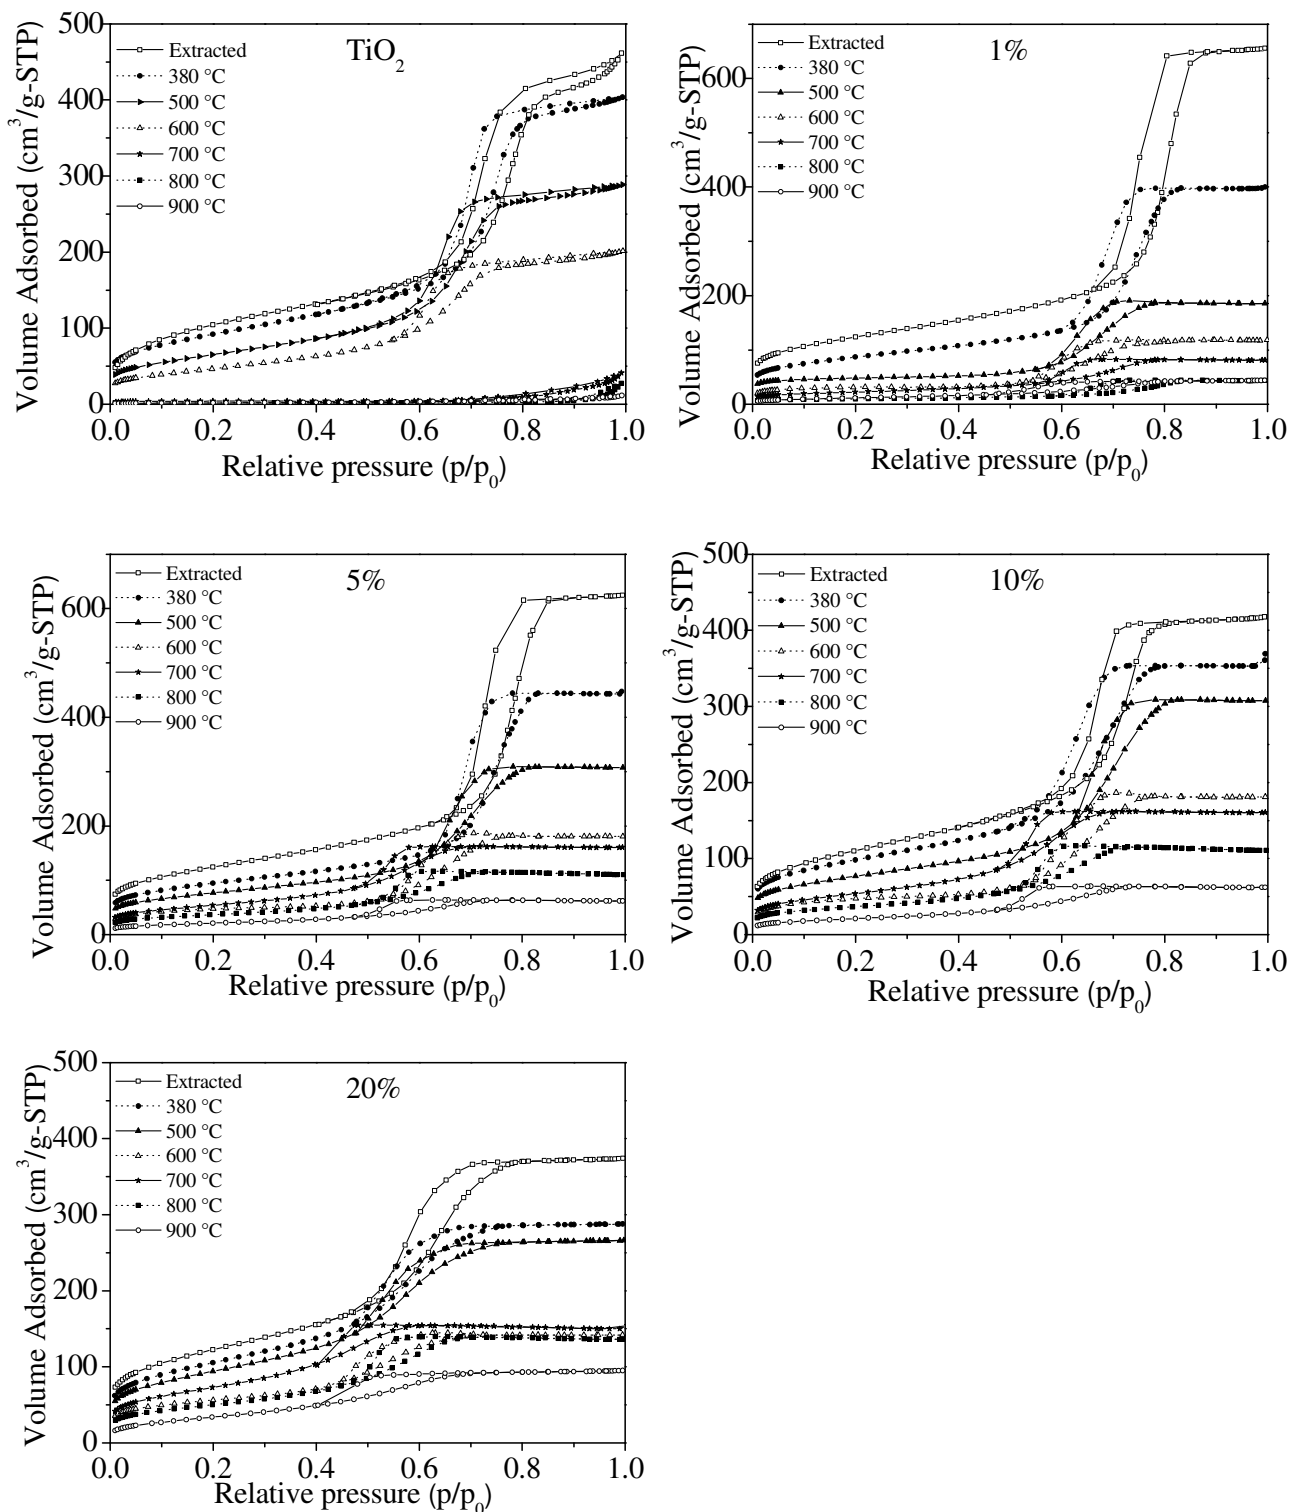 TiO2
Extracted
380 °C
500 °C
600 °C
700 °C
800 °C
900 °C
500
400
300
200
100
0
0.0 0.2 0.4 0.6 0.8 1.0
Volume Adsorbed (cm3/g-STP)
Relative pressure (p/p0)
1%
Extracted
380 °C
500 °C
600 °C
700 °C
800 °C
900 °C
600
400
200
0
0.0 0.2 0.4 0.6 0.8 1.0
Volume Adsorbed (cm3/g-STP)
Relative pressure (p/p0)
5%
Extracted
380 °C
500 °C
600 °C
700 °C
800 °C
900 °C
600
400
200
0
0.0 0.2 0.4 0.6 0.8 1.0
Volume Adsorbed (cm3/g-STP)
Relative pressure (p/p0)
10%
Extracted
380 °C
500 °C
600 °C
700 °C
800 °C
900 °C
500
400
300
200
100
0
0.0 0.2 0.4 0.6 0.8 1.0
Volume Adsorbed (cm3/g-STP)
Relative pressure (p/p0)
20%
Extracted
380 °C
500 °C
600 °C
700 °C
800 °C
900 °C
500
400
300
200
100
0
0.0 0.2 0.4 0.6 0.8 1.0
Volume Adsorbed (cm3/g-STP)
Relative pressure (p/p0)